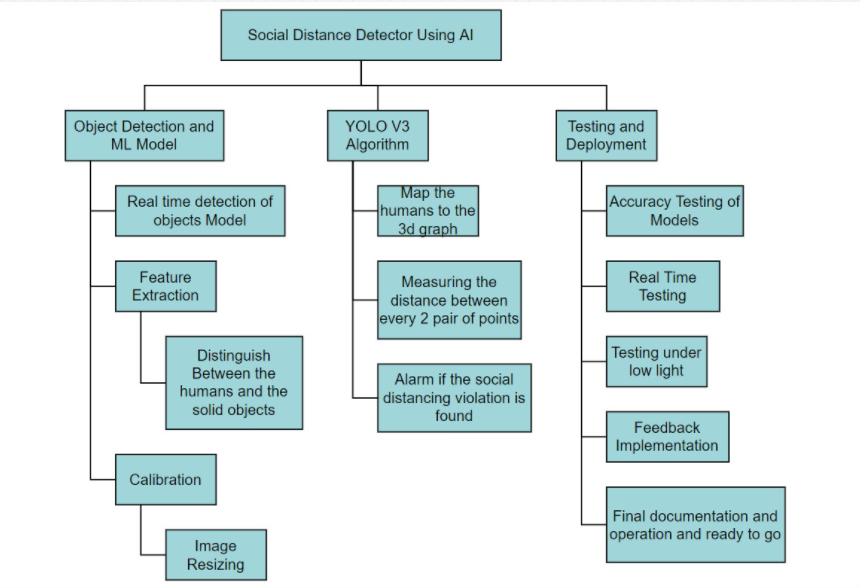 Social Distance Detector Using AI
Object Detection and
ML Model
Real time detection of
objects Model
Feature
Extraction
Distinguish
Between the
humans and the
solid objects
Calibration
Image
Resizing
YOLO V3
Algorithm
Map the
humans to the
3d graph
Measuring the
distance between
every 2 pair of points
Alarm if the social
distancing violation is
found
Testing and
Deployment
Accuracy Testing of
Models
Real Time
Testing
Testing under
low light
Feedback
Implementation
Final documentation and
operation and ready to go